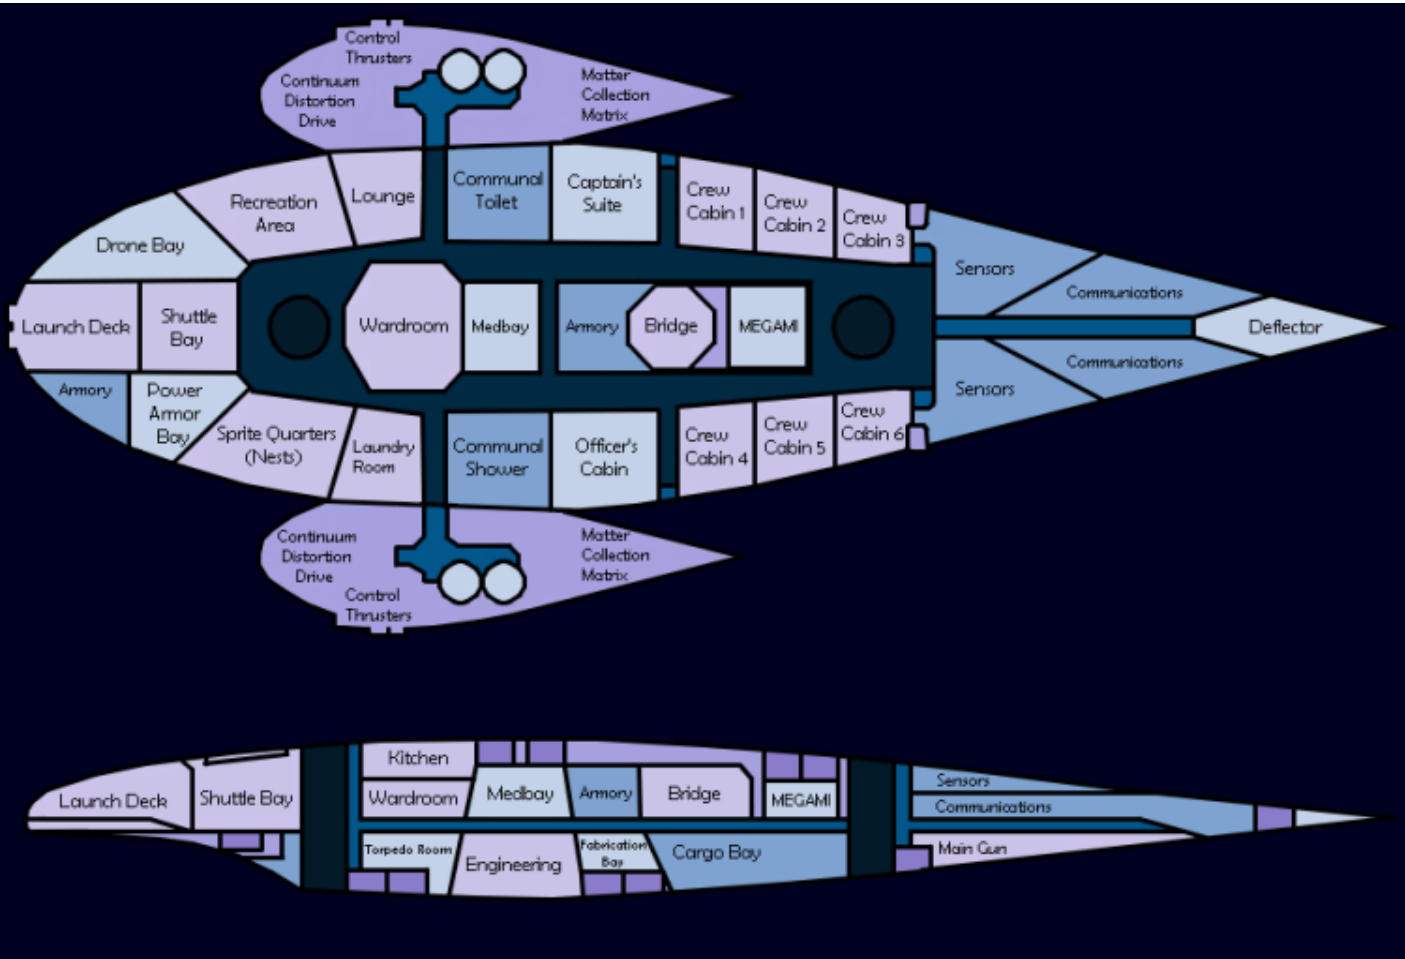 Control
Thrusters
Continuum
Distortion
Drive
Matter
Collection
Matrix
Communal
Toilet
Captain's
Suite
Crew
Cabin 1
Crew
Cabin 2
Crew
Cabin 3
Lounge
Recreation
Area
Drone Bay
Sensors
Communications
Launch Deck
Shuttle
Bay
Wardroom
Medbay
Armory
Bridge
MEGAMI
Deflector
Communications
Sensors
Armory
Power
Armor
Bay
Sprite Quarters
(Nests)
Laundry
Room
Communal
Shower
Officer's
Cabin
Crew
Cabin 4
Crew
Cabin 5
Crew
Cabin 6
Continuum
Distortion
Drive
Matter
Collection
Matrix
Control
Thrusters
Kitchen
Launch Deck
Shuttle Bay
Wardroom
Medbay
Armory
Bridge
MEGAMI
Sensors
Communications
Torpedo Room
Engineering
Fabrication
Bay
Cargo Bay
Main Gun